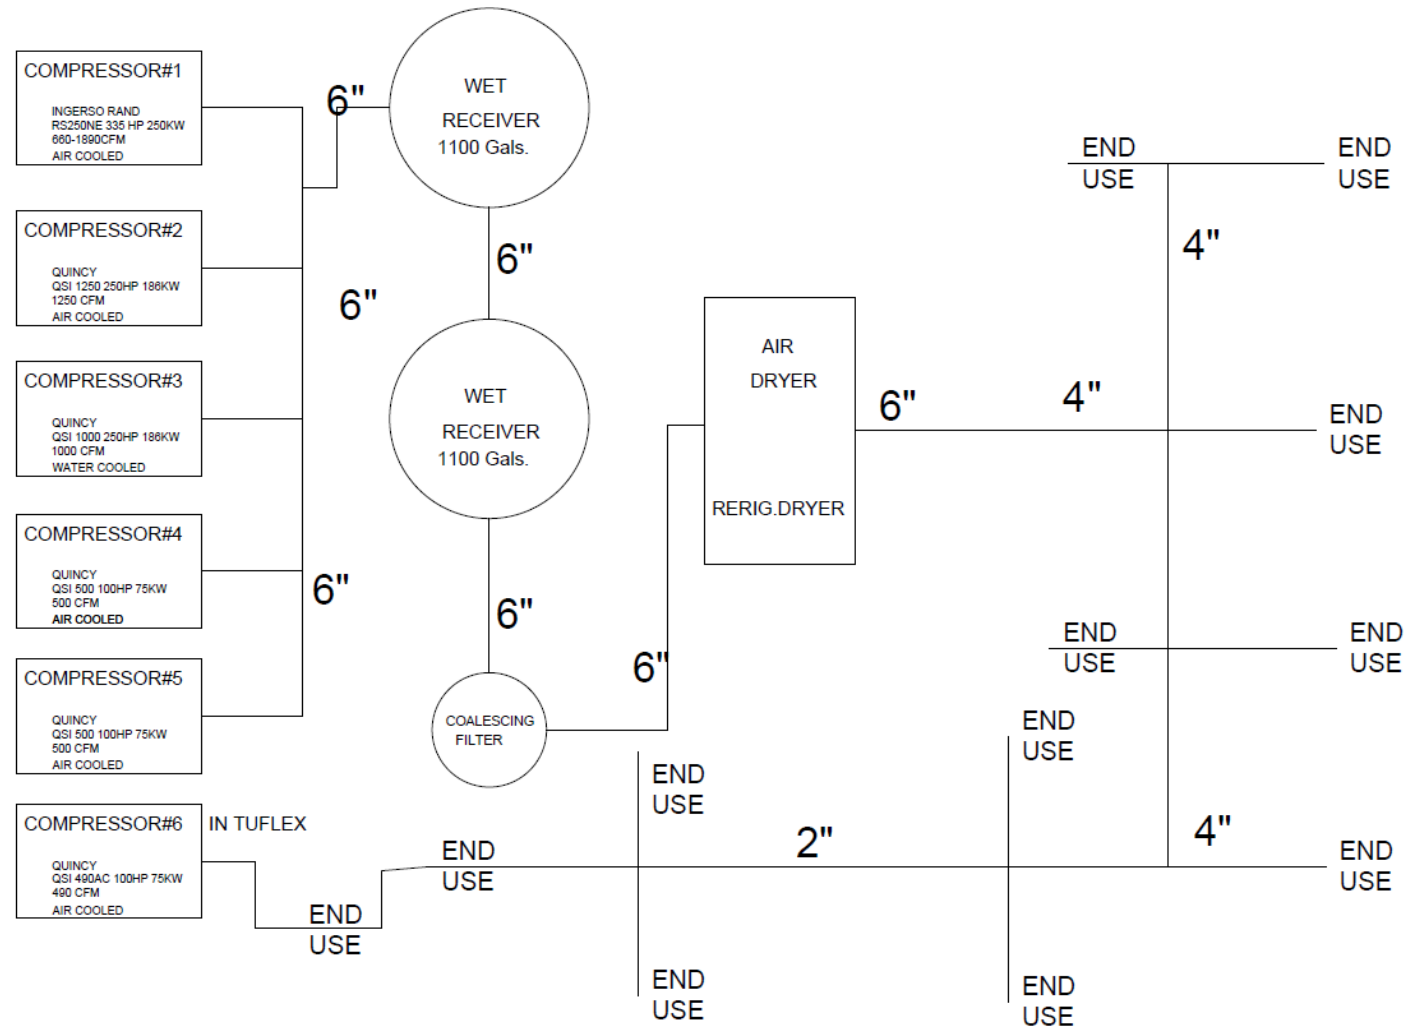 COMPRESSOR#1
INGERSO RAND
RS250NE 335 HP 250KW
660-1890CFM
AIR COOLED
COMPRESSOR#2
QUINCY
QSI 1250 250HP 186KW
1250 CFM
AIR COOLED
COMPRESSOR#3
QUINCY
QSI 1000 250HP 186KW
1000 CFM
WATER COOLED
COMPRESSOR#4
QUINCY
QSI 500 100HP 75KW
500 CFM
AIR COOLED
COMPRESSOR#5
QUINCY
QSI 500 100HP 75KW
500 CFM
AIR COOLED
COMPRESSOR#6
IN TUFLEX
QUINCY
QSI 490AC 100HP 75KW
490 CFM
AIR COOLED
6"
6"
6"
WET
RECEIVER
1100 Gals.
6"
WET
RECEIVER
1100 Gals.
6"
COALESCING
FILTER
6"
AIR
DRYER
RERIG.DRYER
6"
4"
END
USE
END
USE
4"
END
USE
END
USE
END
USE
4"
END
USE
END
USE
END
USE
2"
END
USE
END
USE
END
USE
END
USE